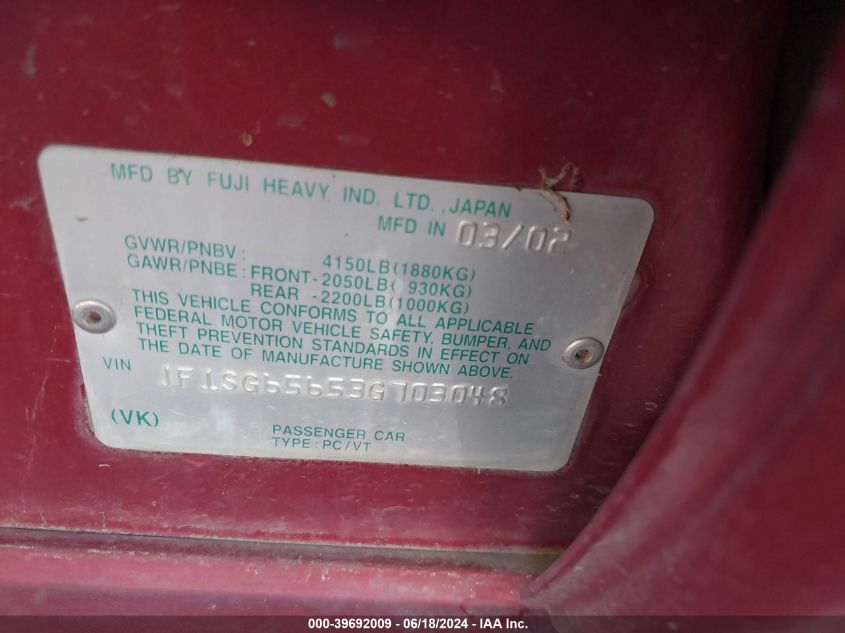 MFD BY FUJI HEAVY IND. LTD.,JAPAN
MFD IN 03/02
GVWR/PNBV: 4150LB(1880KG)
GAWR/PNBE:FRONT-2050LB( 930KG)
REAR -2200LB(1000KG)
THIS VEHICLE CONFORMS TO ALL APPLICABLE
FEDERAL MOTOR VEHICLE SAFETY, BUMPER, AND
THEFT PREVENTION STANDARDS IN EFFECT ON
THE DATE OF MANUFACTURE SHOWN ABOVE.
VIN JF1SG65653G703048
(VK) PASSENGER CAR
TYPE:PC/VT
000-39692009 - 06/18/2024 - IAA Inc.